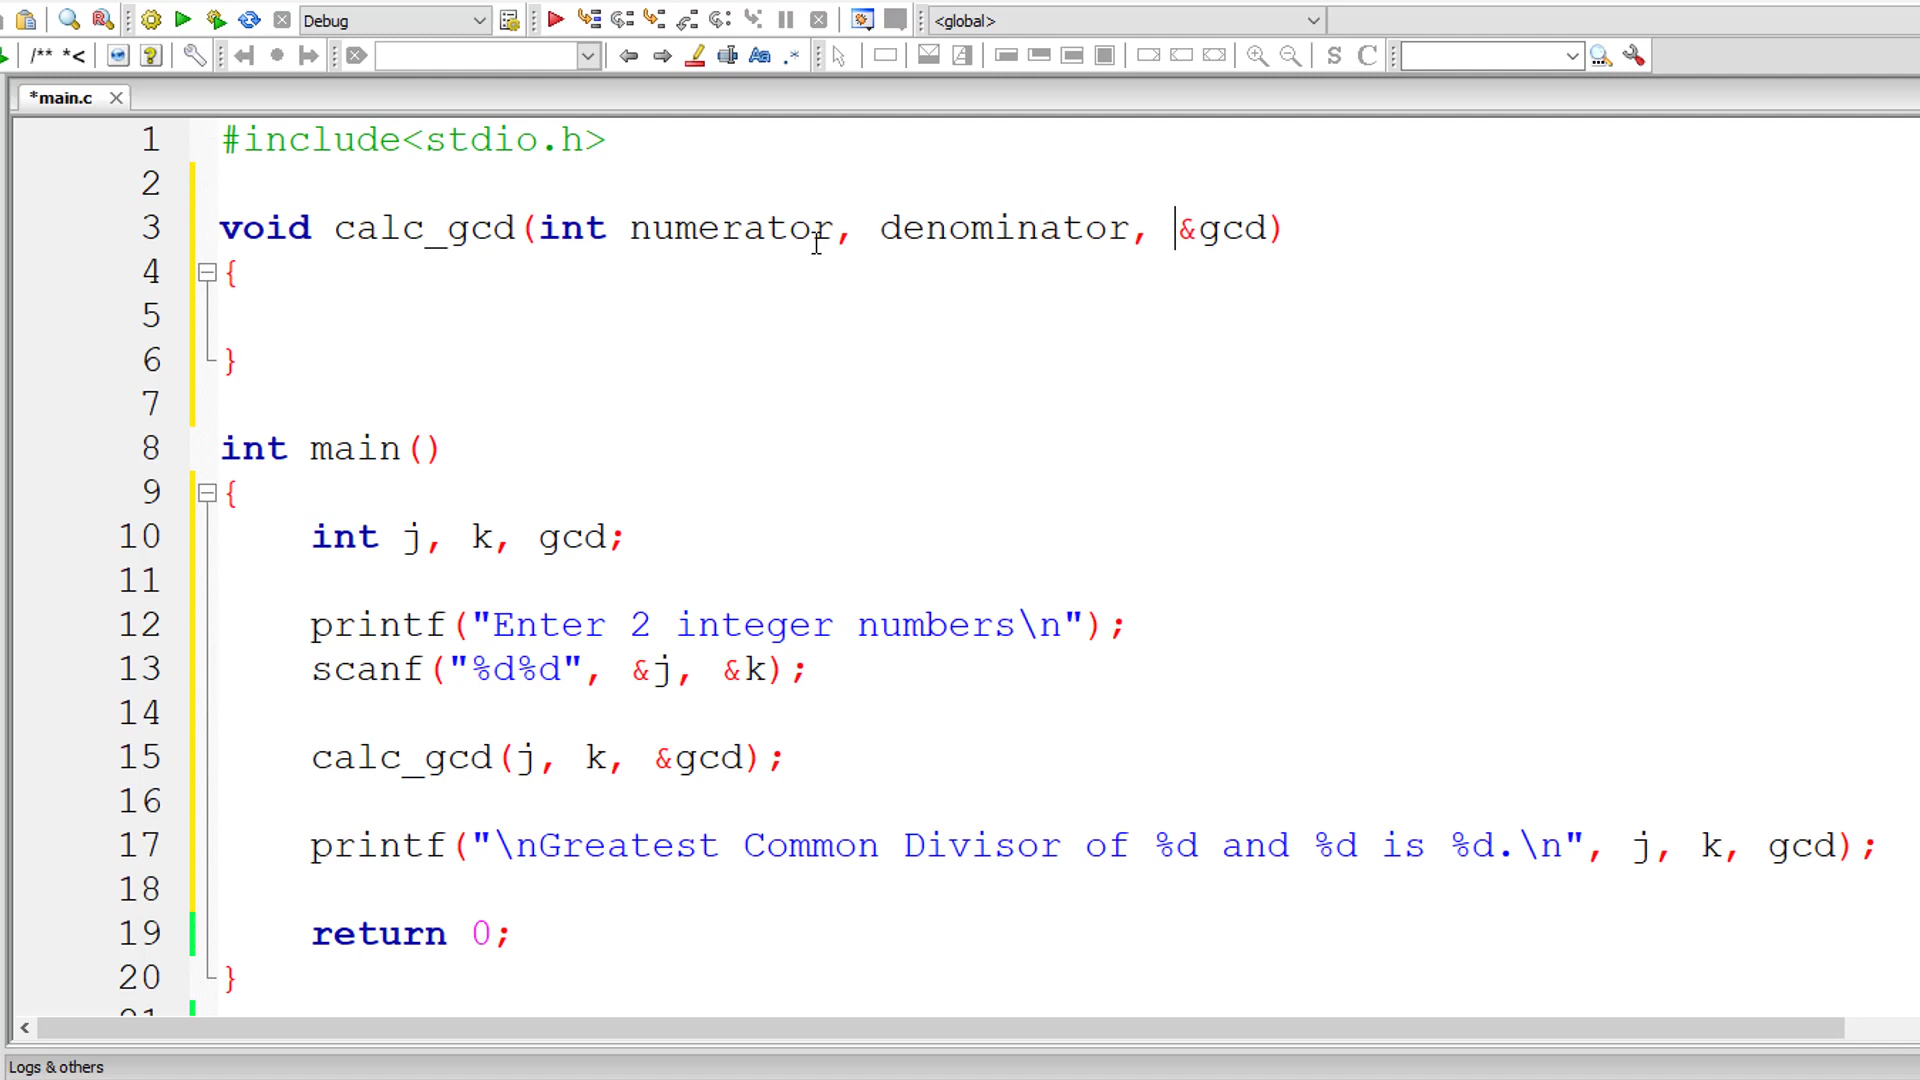 Debug
<global>
/** *<
Aa .*
S C
*main.c
1 #include<stdio.h>
2
3 void calc_gcd(int numerator, denominator, &gcd)
4 {
5
6 }
7
8 int main()
9 {
10 int j, k, gcd;
11
12 printf("Enter 2 integer numbers\n");
13 scanf("%d%d", &j, &k);
14
15 calc_gcd(j, k, &gcd);
16
17 printf("\nGreatest Common Divisor of %d and %d is %d.\n", j, k, gcd);
18
19 return 0;
20 }
Logs & others